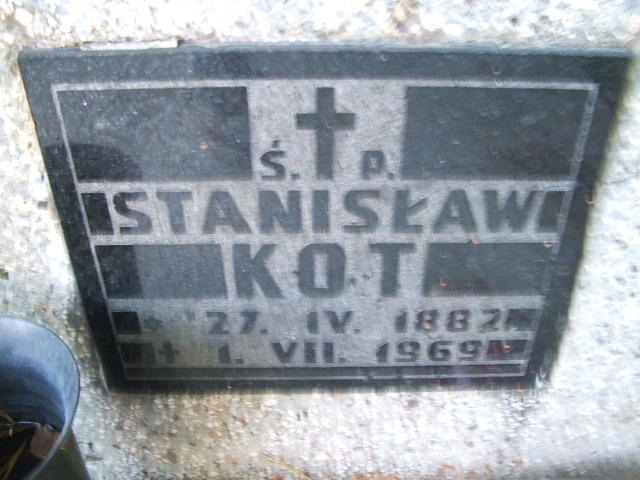 Ś. P.
STANISŁAW
KOT
* 27. IV. 1882
+ 1. VII. 1969